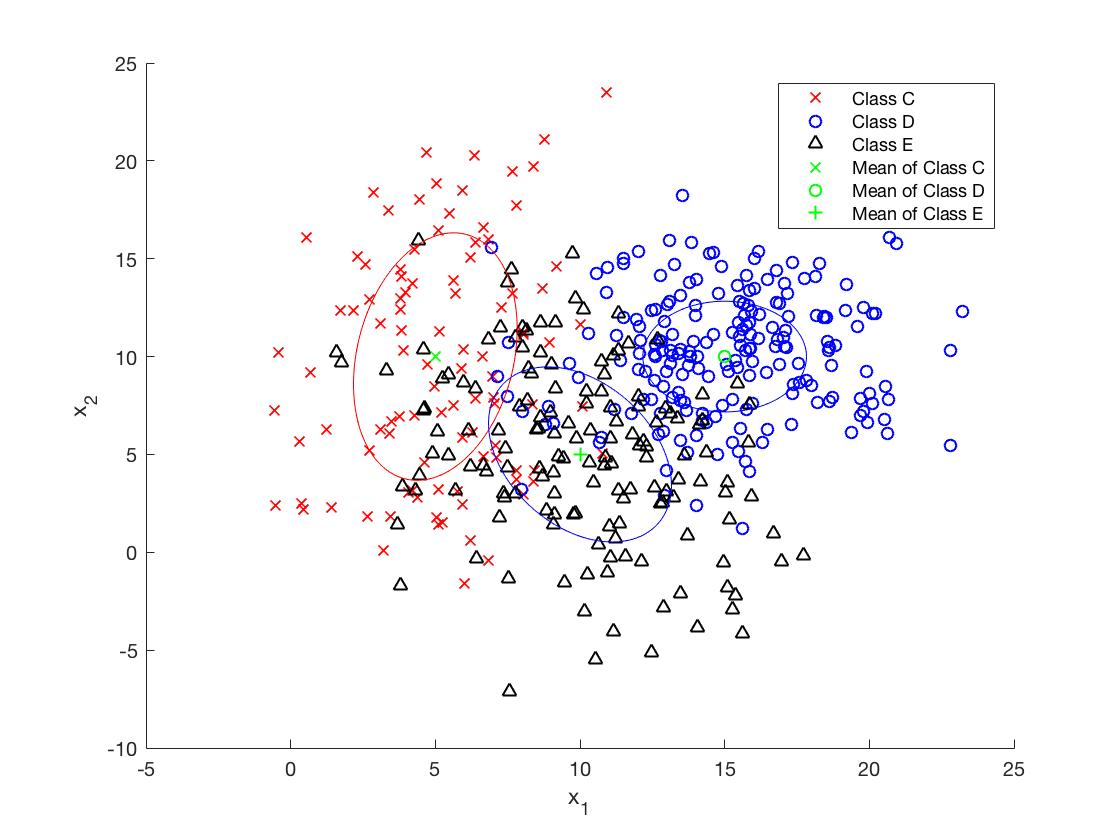 25
20
15
10
5
0
-5
-10
x2
-5 0 5 10 15 20 25
x1
Class C
Class D
Class E
Mean of Class C
Mean of Class D
Mean of Class E